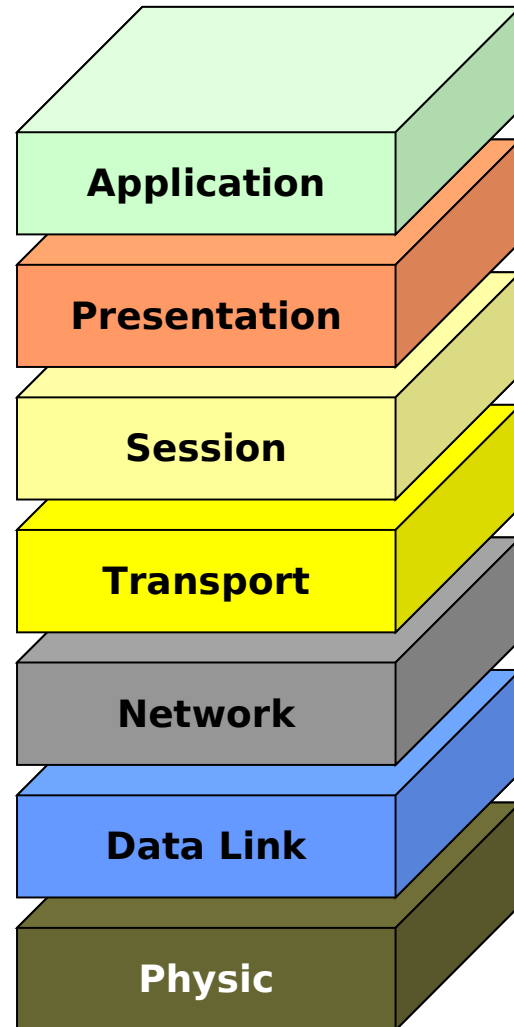 Application
Presentation
Session
Transport
Network
Data Link
Physic